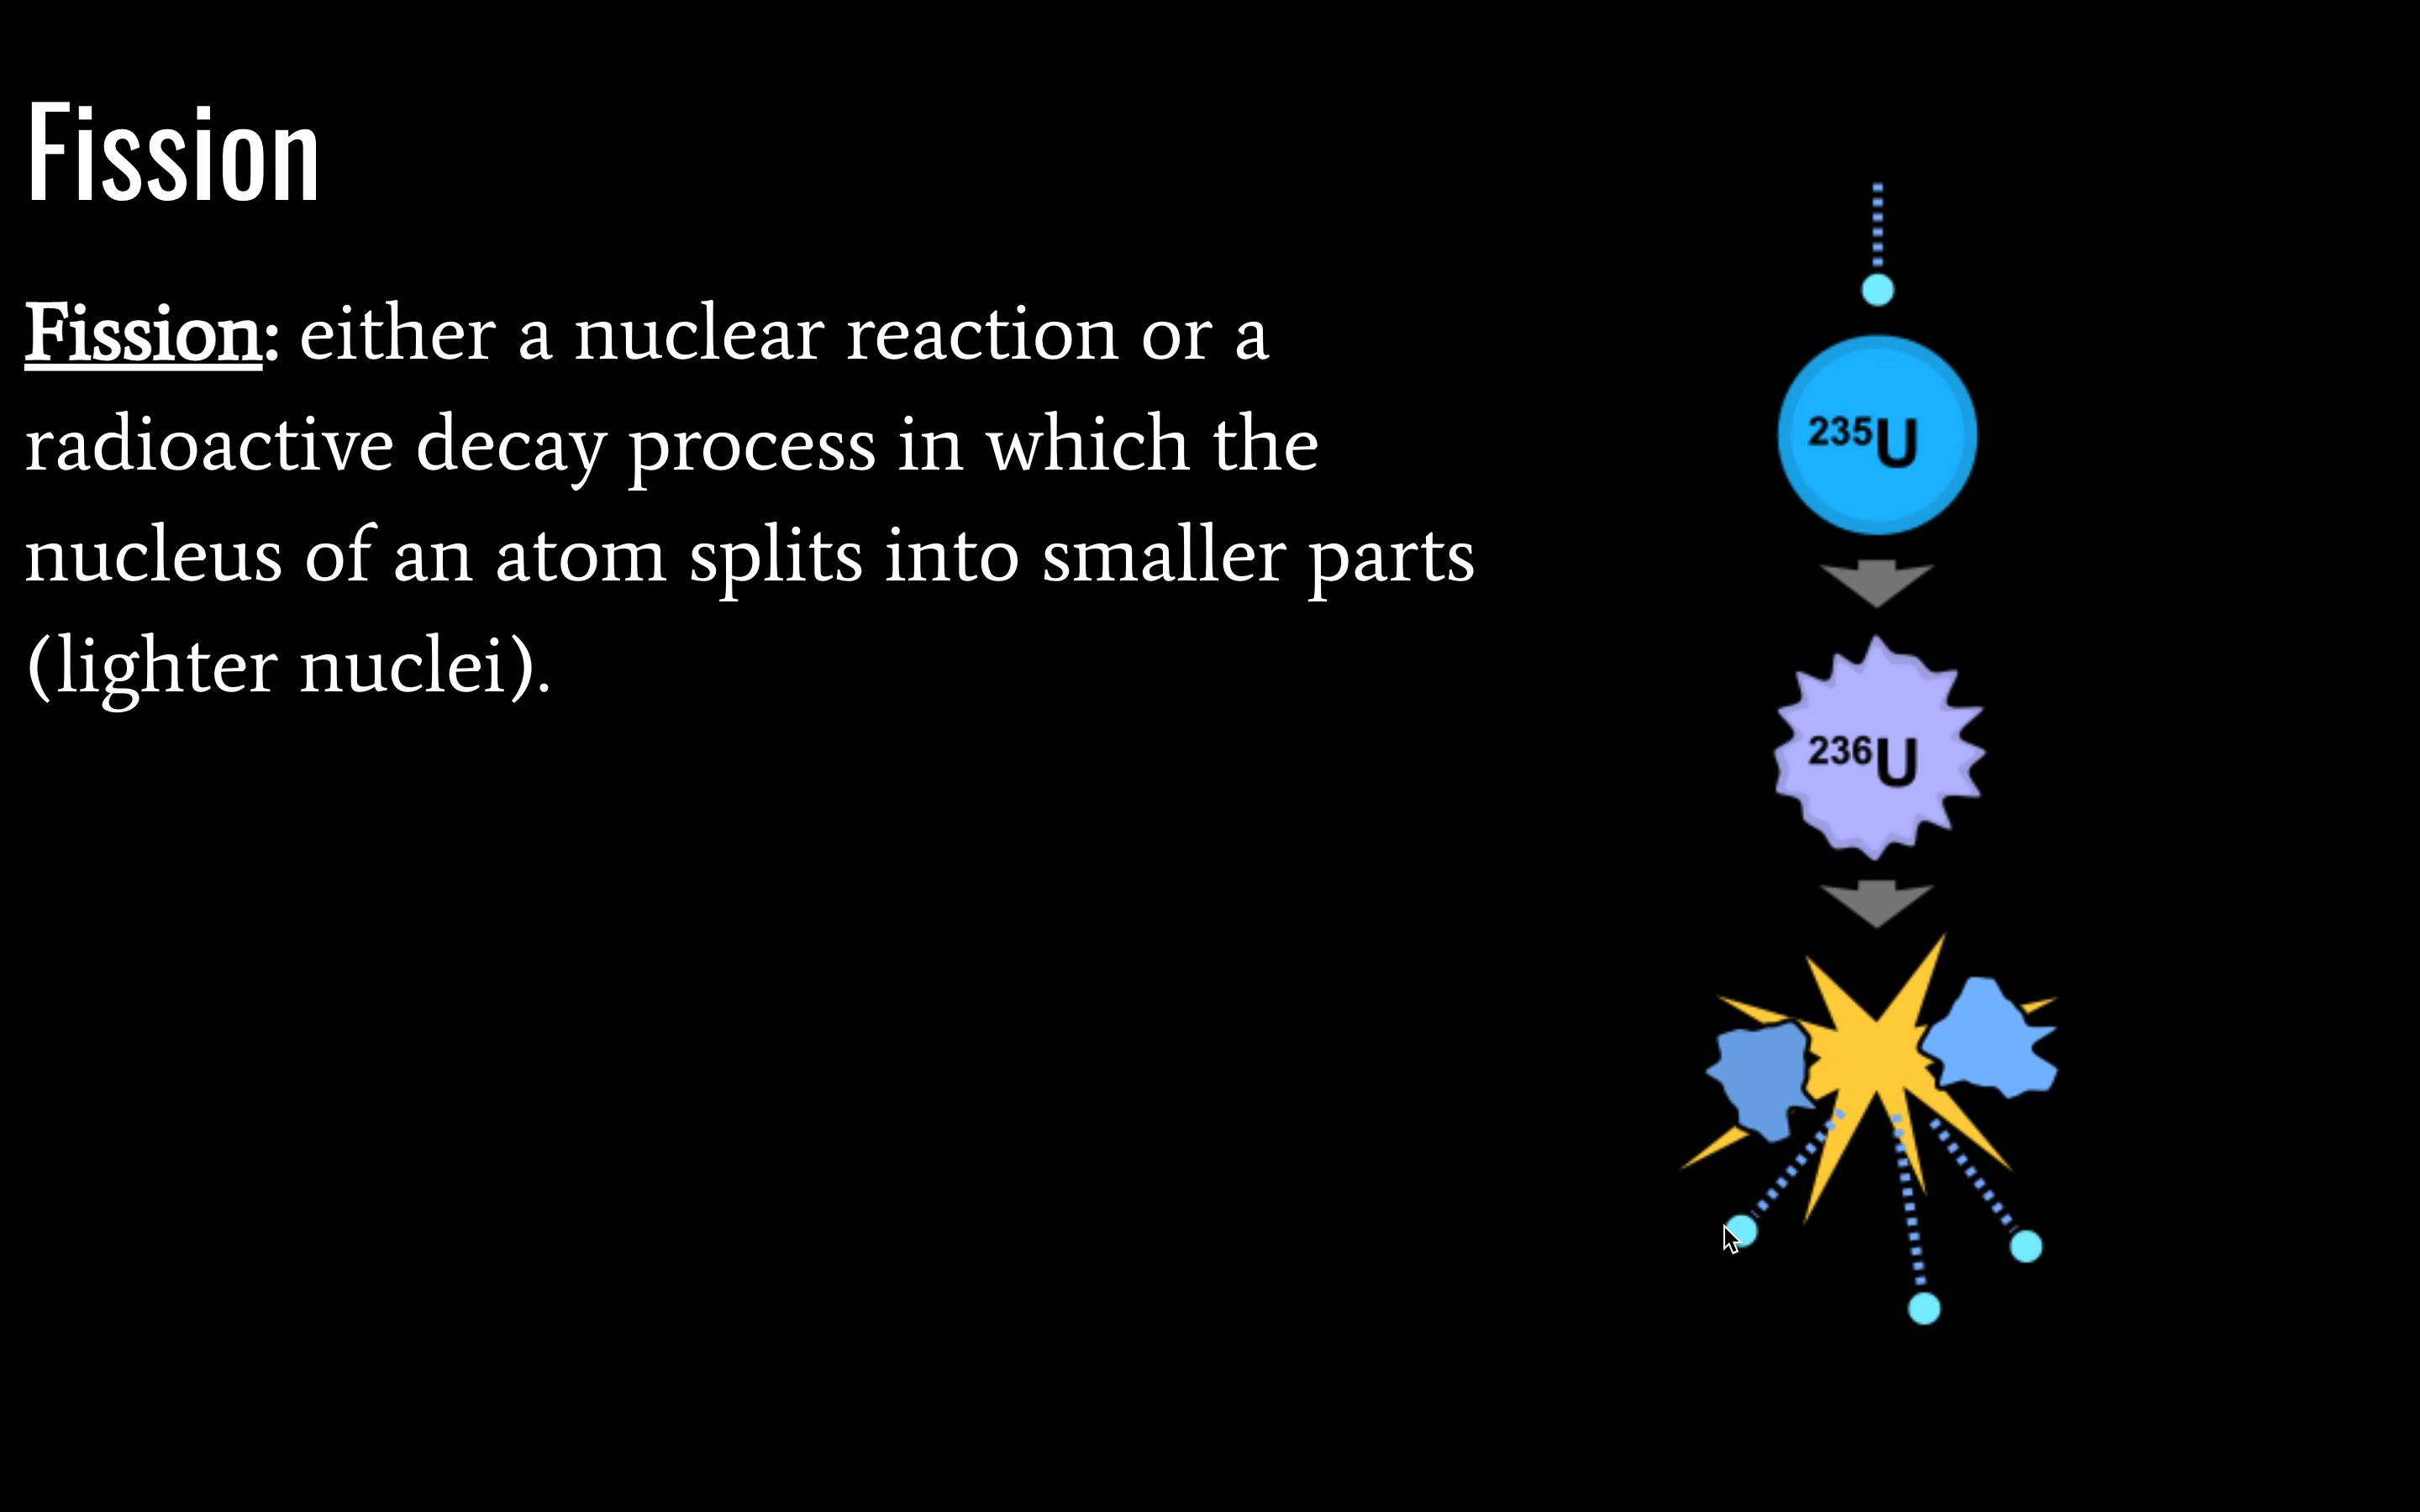 Fission
Fission: either a nuclear reaction or a
radioactive decay process in which the
nucleus of an atom splits into smaller parts
(lighter nuclei).
235U
236U